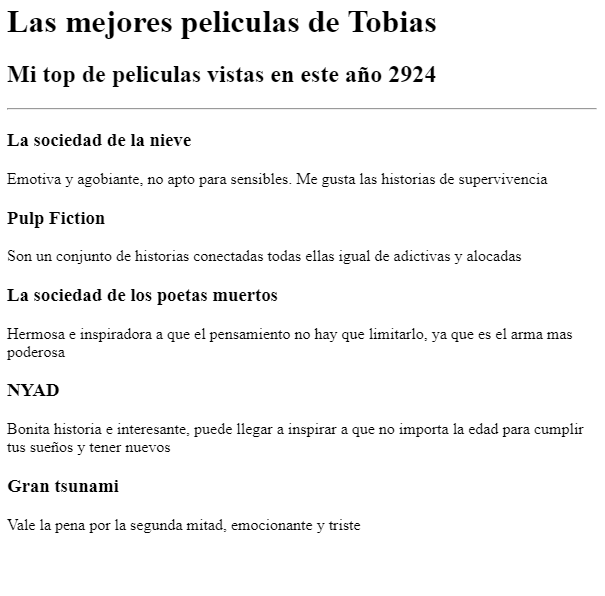 Las mejores peliculas de Tobias
Mi top de peliculas vistas en este año 2924
La sociedad de la nieve
Emotiva y agobiante, no apto para sensibles. Me gusta las historias de supervivencia
Pulp Fiction
Son un conjunto de historias conectadas todas ellas igual de adictivas y alocadas
La sociedad de los poetas muertos
Hermosa e inspiradora a que el pensamiento no hay que limitarlo, ya que es el arma mas
poderosa
NYAD
Bonita historia e interesante, puede llegar a inspirar a que no importa la edad para cumplir
tus sueños y tener nuevos
Gran tsunami
Vale la pena por la segunda mitad, emocionante y triste